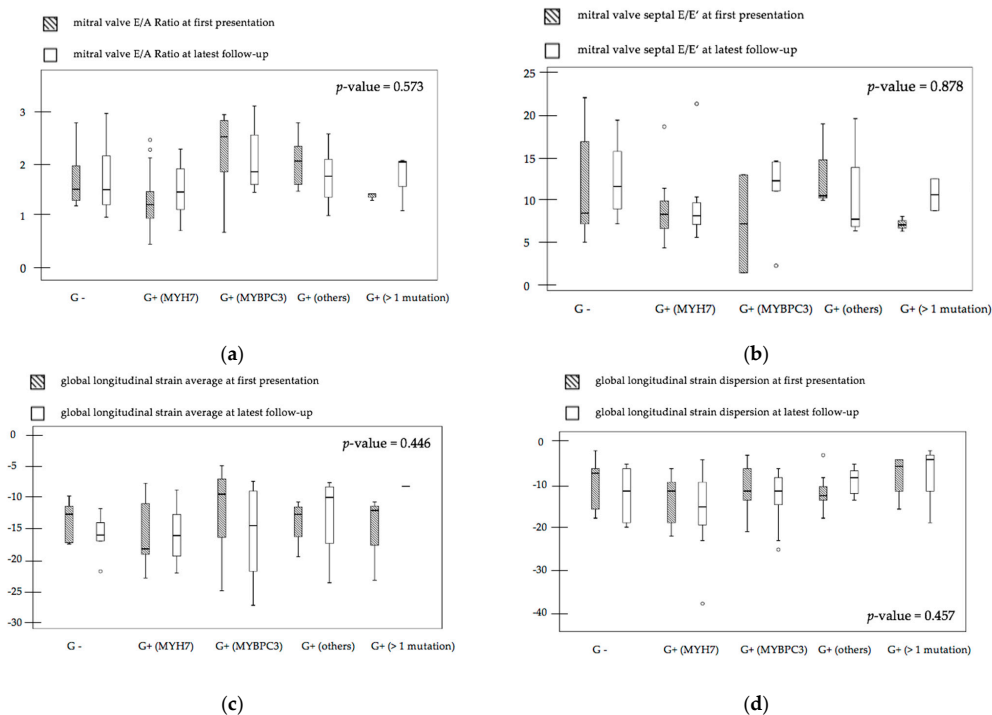 mitral valve E/A Ratio at first presentation
mitral valve E/A Ratio at latest follow-up
p-value = 0.573
3
2
1
0
G -
G+ (MYH7)
G+ (MYBPC3)
G+ (others)
G+ (> 1 mutation)
(a)
mitral valve septal E/E‘ at first presentation
mitral valve septal E/E‘ at latest follow-up
p-value = 0.878
25
20
15
10
5
0
G -
G+ (MYH7)
G+ (MYBPC3)
G+ (others)
G+ (> 1 mutation)
(b)
global longitudinal strain average at first presentation
global longitudinal strain average at latest follow-up
p-value = 0.446
0
-5
-10
-15
-20
-25
-30
G -
G+ (MYH7)
G+ (MYBPC3)
G+ (others)
G+ (> 1 mutation)
(c)
global longitudinal strain dispersion at first presentation
global longitudinal strain dispersion at latest follow-up
0
-10
-20
-30
-40
p-value = 0.457
G -
G+ (MYH7)
G+ (MYBPC3)
G+ (others)
G+ (> 1 mutation)
(d)